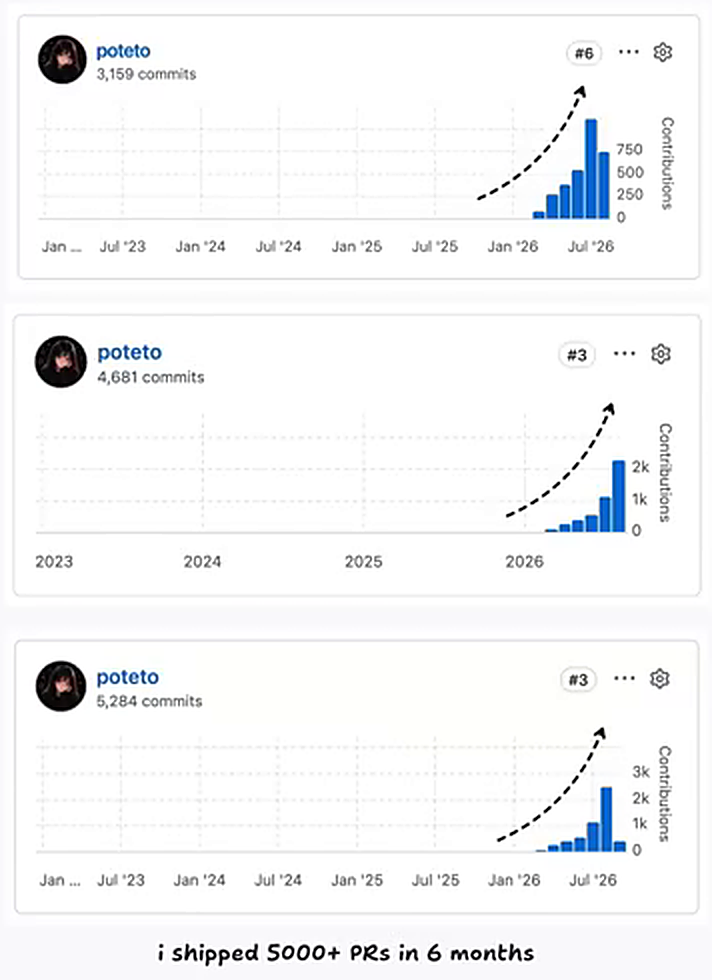 poteto
#6
3,159 commits
Contributions
750
500
250
0
Jan ... Jul '23 Jan '24 Jul '24 Jan '25 Jul '25 Jan '26 Jul '26
poteto
#3
4,681 commits
Contributions
2k
1k
0
2023 2024 2025 2026
poteto
#3
5,284 commits
Contributions
3k
2k
1k
0
Jan ... Jul '23 Jan '24 Jul '24 Jan '25 Jul '25 Jan '26 Jul '26
i shipped 5000+ PRs in 6 months